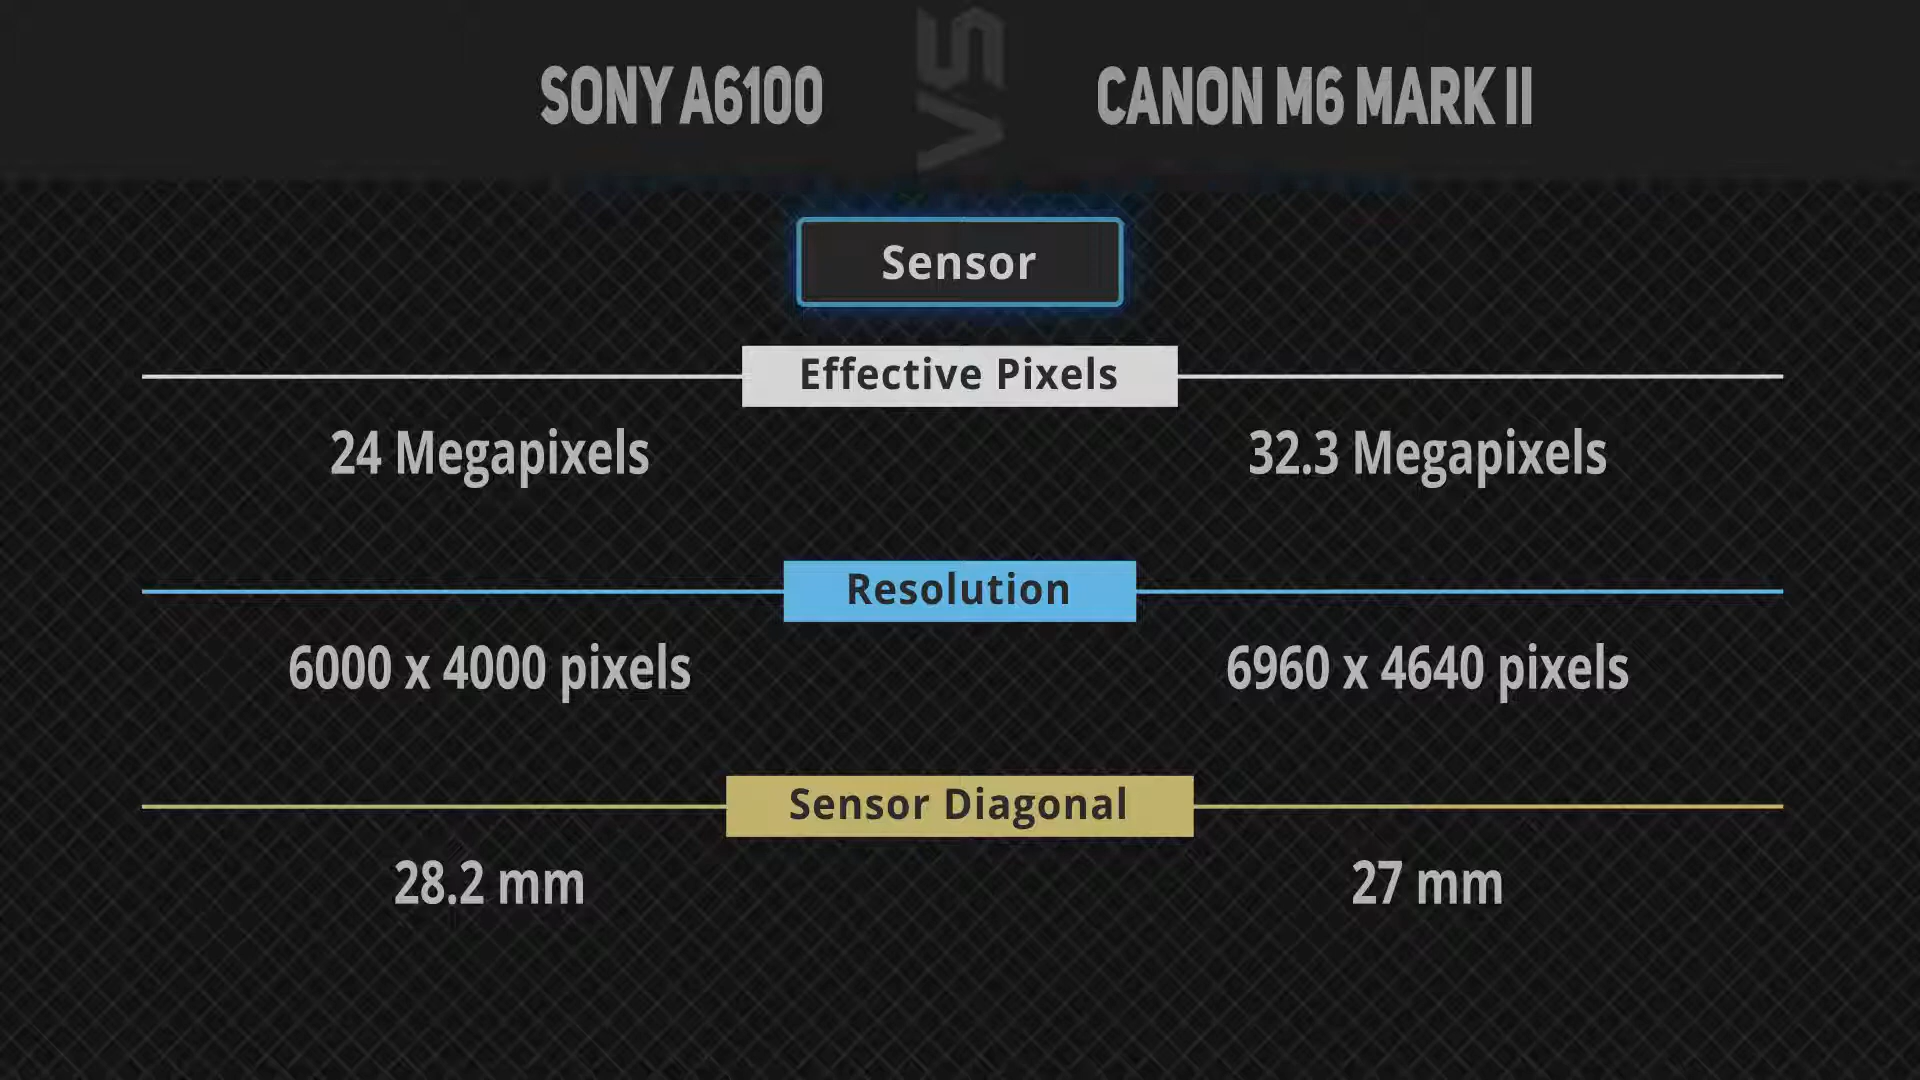 SONY A6100 VS CANON M6 MARK II
Sensor
Effective Pixels
24 Megapixels 32.3 Megapixels
Resolution
6000 x 4000 pixels 6960 x 4640 pixels
Sensor Diagonal
28.2 mm 27 mm